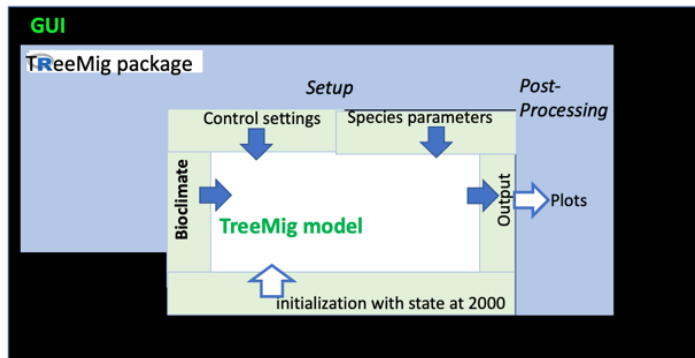 GUI
TReeMig package
Setup
Post-
Processing
Control settings
Species parameters
Bioclimate
TreeMig model
Output
Plots
Initialization with state at 2000